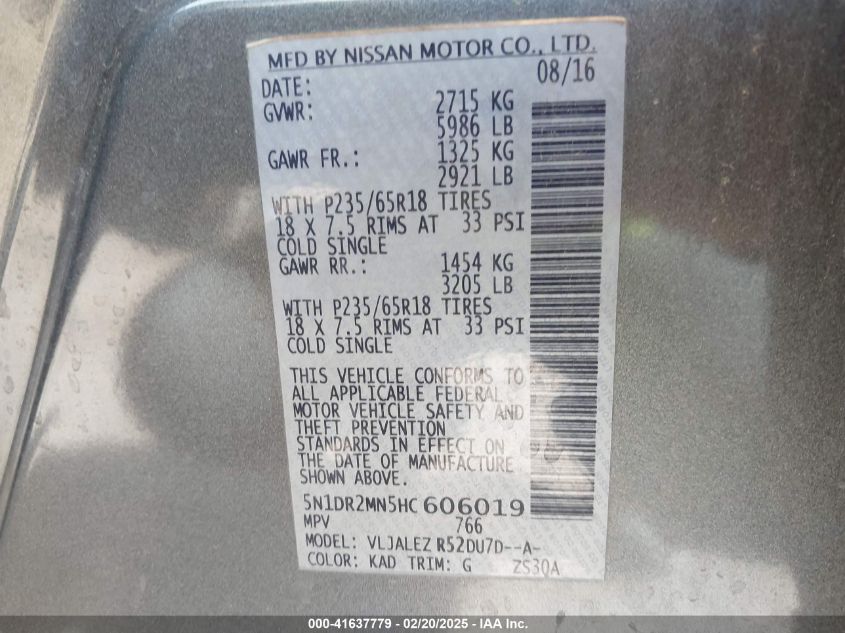 MFD BY NISSAN MOTOR CO., LTD.
DATE: 08/16
GVWR: 2715 KG
5986 LB
GAWR FR.: 1325 KG
2921 LB
WITH P235/65R18 TIRES
18 X 7.5 RIMS AT 33 PSI
COLD SINGLE
GAWR RR.: 1454 KG
3205 LB
WITH P235/65R18 TIRES
18 X 7.5 RIMS AT 33 PSI
COLD SINGLE
THIS VEHICLE CONFORMS TO
ALL APPLICABLE FEDERAL
MOTOR VEHICLE SAFETY AND
THEFT PREVENTION
STANDARDS IN EFFECT ON
THE DATE OF MANUFACTURE
SHOWN ABOVE.
5N1DR2MN5HC606019
MPV 766
MODEL: VLJALEZ R52DU7D--A-
COLOR: KAD TRIM: G ZS30A
000-41637779 — 02/20/2025 — IAA Inc.